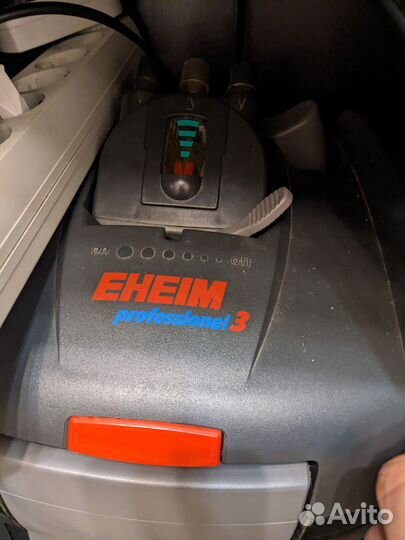 on off
EHEIM
professionel 3
Avito